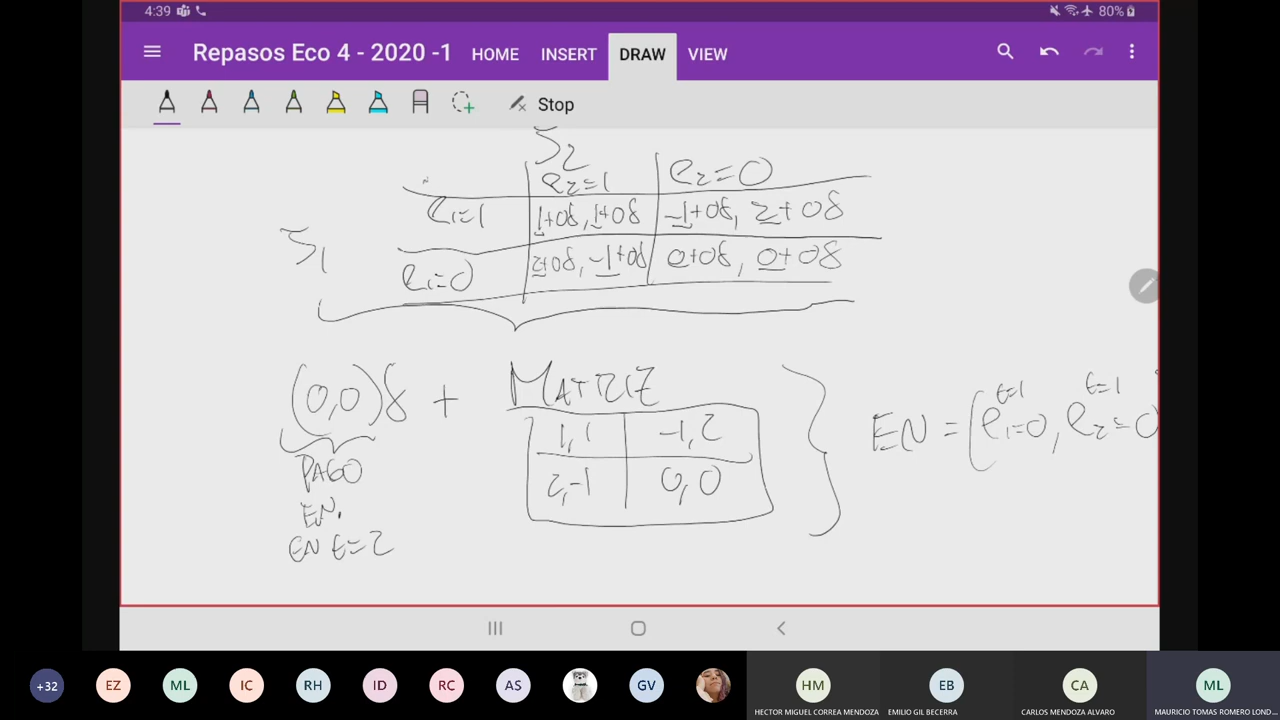 4:39 80%
Repasos Eco 4 - 2020 -1 HOME INSERT DRAW VIEW
Stop
J2
e2=1 e2=0
e1=1 1+0δ, 1+0δ -1+0δ, 2+0δ
J1
e1=0 2+0δ, -1+0δ 0+0δ, 0+0δ
(0,0)δ + MATRIZ
1,1 -1,2
2,-1 0,0
t=1 t=1
EN = (e1=0, e2=0
PAGO
EN.
EN t=2
+32 EZ ML IC RH ID RC AS GV HM EB CA ML
HECTOR MIGUEL CORREA MENDOZA EMILIO GIL BECERRA CARLOS MENDOZA ALVARO MAURICIO TOMAS ROMERO LOND...